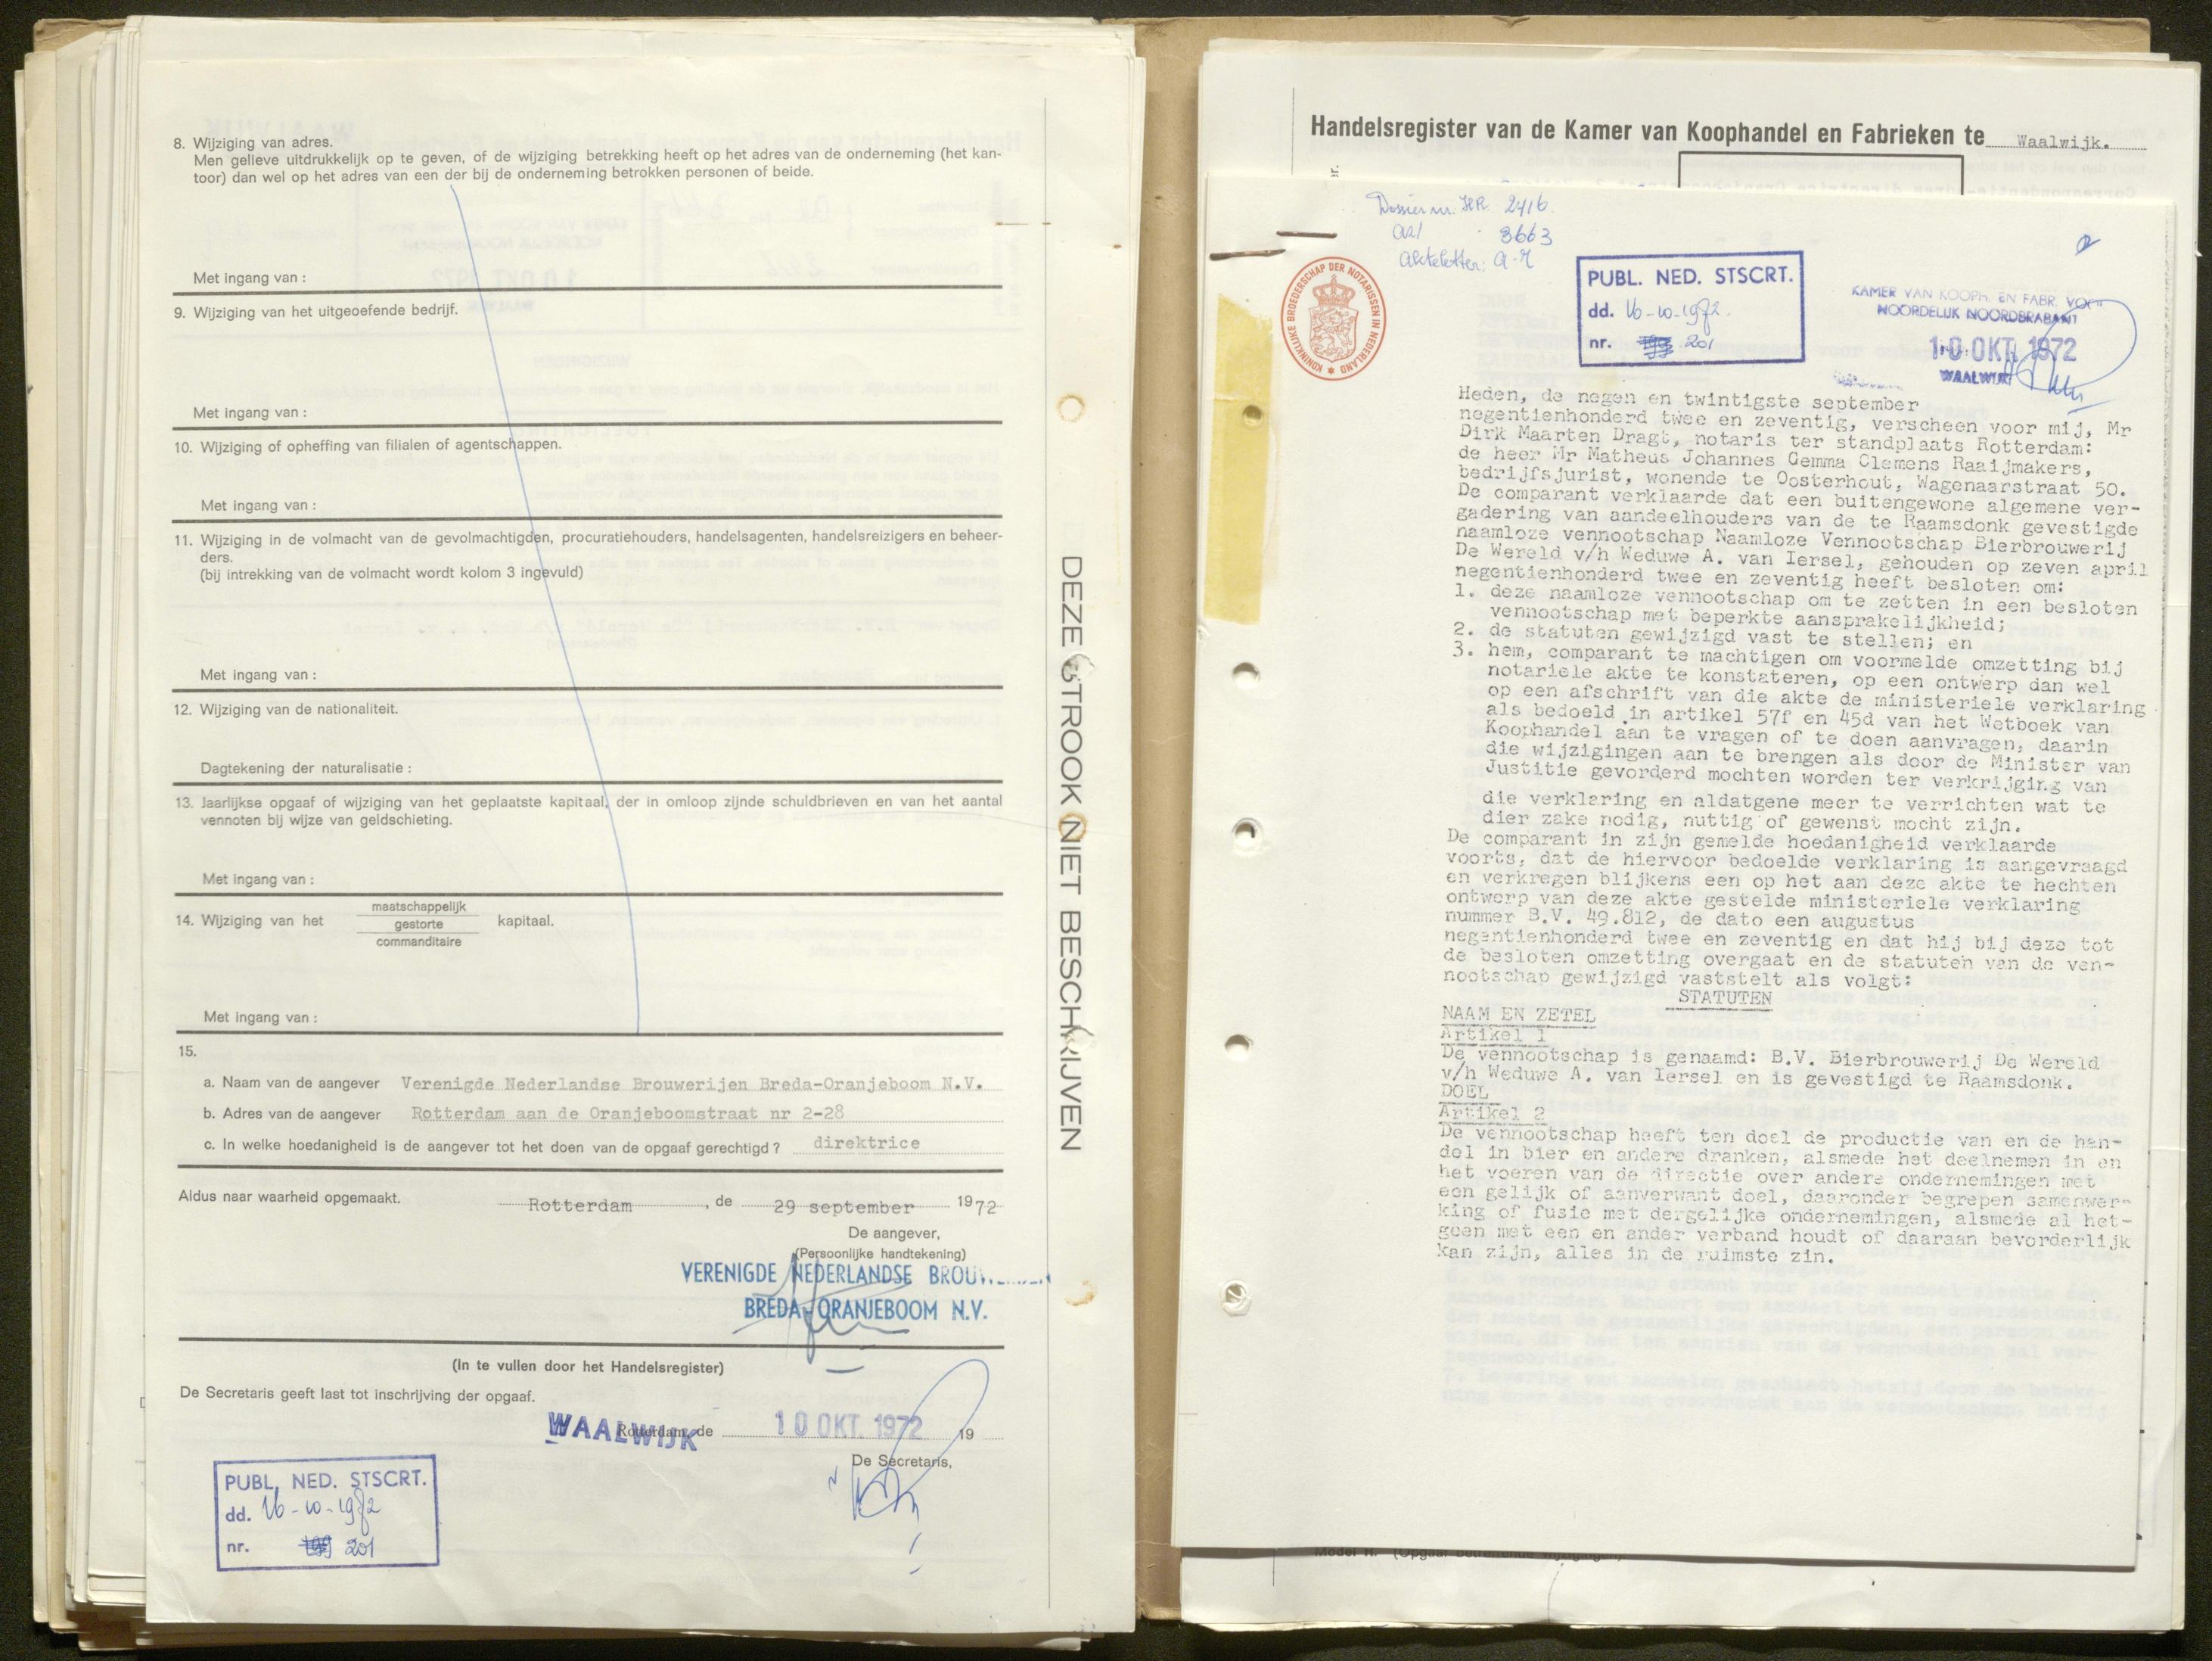 8. Wijziging van adres.
Men gelieve uitdrukkelijk op te geven, of de wijziging betrekking heeft op het adres van de onderneming (het kan-
toor) dan wel op het adres van een der bij de onderneming betrokken personen of beide.
Met ingang van :
9. Wijziging van het uitgeoefende bedrijf.
Met ingang van :
10. Wijziging of opheffing van filialen of agentschappen.
Met ingang van :
11. Wijziging in de volmacht van de gevolmachtigden, procuratiehouders, handelsagenten, handelsreizigers en beheer-
ders.
(bij intrekking van de volmacht wordt kolom 3 ingevuld)
Met ingang van :
12. Wijziging van de nationaliteit.
Dagtekening der naturalisatie :
13. Jaarlijkse opgaaf of wijziging van het geplaatste kapitaal, der in omloop zijnde schuldbrieven en van het aantal
vennoten bij wijze van geldschieting.
Met ingang van :
maatschappelijk
14. Wijziging van het gestorte kapitaal.
commanditaire
Met ingang van :
15.
a. Naam van de aangever Verenigde Nederlandse Brouwerijen Breda-Oranjeboom N.V.
b. Adres van de aangever Rotterdam aan de Oranjeboomstraat nr 2-28
c. In welke hoedanigheid is de aangever tot het doen van de opgaaf gerechtigd ? direktrice
Aldus naar waarheid opgemaakt. Rotterdam , de 29 september 1972
De aangever,
(Persoonlijke handtekening)
VERENIGDE NEDERLANDSE
BREDA-ORANJEBOOM N.V.
(In te vullen door het Handelsregister)
De Secretaris geeft last tot inschrijving der opgaaf.
WAALWIJK Rotterdam, de 10 OKT. 1972 19
De Secretaris,
PUBL. NED. STSCRT.
dd. 16-10-1972
nr. 201
DEZE STROOK NIET BESCHRIJVEN
Handelsregister van de Kamer van Koophandel en Fabrieken te Waalwijk.
Dossier nr. HR. 2416
3663
Akteletter: a-r
KONINKLIJKE BROEDERSCHAP DER NOTARISSEN IN NEDERLAND
PUBL. NED. STSCRT.
dd. 16-10-1972
nr. 201
KAMER VAN KOOPH. EN FABR. VOOR
NOORDELIJK NOORDBRABANT
10 OKT. 1972
WAALWIJK
Heden, de negen en twintigste september
negentienhonderd twee en zeventig, verscheen voor mij, Mr
Dirk Maarten Dragt, notaris ter standplaats Rotterdam:
de heer Mr Matheus Johannes Gemma Clemens Raaijmakers,
bedrijfsjurist, wonende te Oosterhout, Wagenaarstraat 50.
De comparant verklaarde dat een buitengewone algemene ver-
gadering van aandeelhouders van de te Raamsdonk gevestigde
naamloze vennootschap Naamloze Vennootschap Bierbrouwerij
De Wereld v/h Weduwe A. van Iersel, gehouden op zeven april
negentienhonderd twee en zeventig heeft besloten om:
1. deze naamloze vennootschap om te zetten in een besloten
vennootschap met beperkte aansprakelijkheid;
2. de statuten gewijzigd vast te stellen; en
3. hem, comparant te machtigen om voormelde omzetting bij
notariele akte te konstateren, op een ontwerp dan wel
op een afschrift van die akte de ministeriele verklaring
als bedoeld in artikel 57f en 45d van het Wetboek van
Koophandel aan te vragen of te doen aanvragen, daarin
die wijzigingen aan te brengen als door de Minister van
Justitie gevorderd mochten worden ter verkrijging van
die verklaring en aldatgene meer te verrichten wat te
dier zake nodig, nuttig of gewenst mocht zijn.
De comparant in zijn gemelde hoedanigheid verklaarde
voorts, dat de hiervoor bedoelde verklaring is aangevraagd
en verkregen blijkens een op het aan deze akte te hechten
ontwerp van deze akte gestelde ministeriele verklaring
nummer B.V. 49.812, de dato een augustus
negentienhonderd twee en zeventig en dat hij bij deze tot
de besloten omzetting overgaat en de statuten van de ven-
nootschap gewijzigd vaststelt als volgt:
STATUTEN
NAAM EN ZETEL
Artikel 1
De vennootschap is genaamd: B.V. Bierbrouwerij De Wereld
v/h Weduwe A. van Iersel en is gevestigd te Raamsdonk.
DOEL
Artikel 2
De vennootschap heeft ten doel de productie van en de han-
del in bier en andere dranken, alsmede het deelnemen in en
het voeren van de directie over andere ondernemingen met
een gelijk of aanverwant doel, daaronder begrepen samenwer-
king of fusie met dergelijke ondernemingen, alsmede al het-
geen met een en ander verband houdt of daaraan bevorderlijk
kan zijn, alles in de ruimste zin.